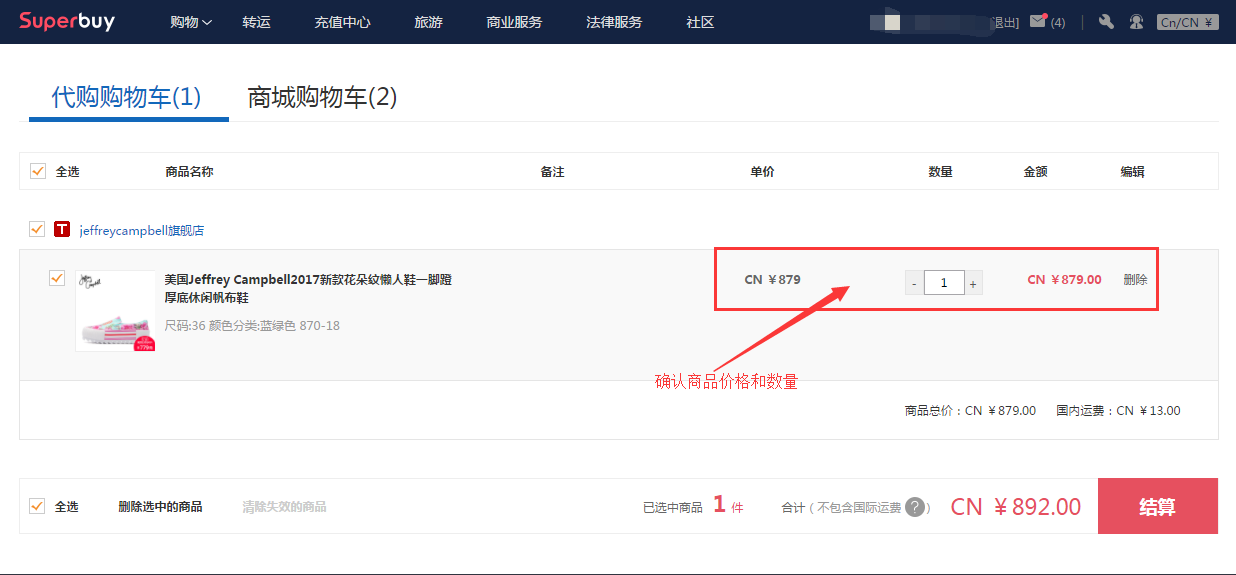 Superbuy 购物 转运 充值中心 旅游 商业服务 法律服务 社区 退出] (4) Cn/CN ¥
代购购物车(1) 商城购物车(2)
全选 商品名称 备注 单价 数量 金额 编辑
T jeffreycampbell旗舰店
美国Jeffrey Campbell2017新款花朵纹懒人鞋一脚蹬 CN ¥879 - 1 + CN ¥879.00 删除
厚底休闲帆布鞋
尺码:36 颜色分类:蓝绿色 870-18
确认商品价格和数量
商品总价：CN ¥879.00 国内运费：CN ¥13.00
全选 删除选中的商品 清除失效的商品 已选中商品 1 件 合计 ( 不包含国际运费 ? ) CN ¥892.00 结算